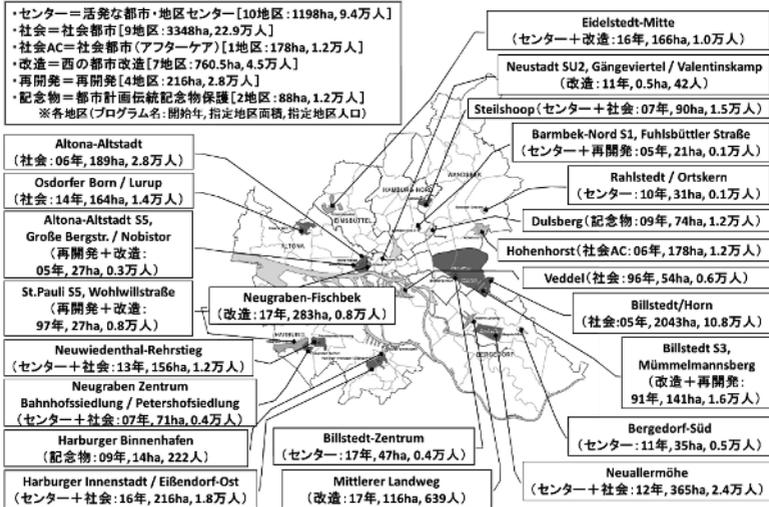 ・センター=活発な都市・地区センター[10地区:1198ha,9.4万人]
・社会=社会都市[9地区:3348ha,22.9万人]
・社会AC=社会都市(アフターケア)[1地区:178ha,1.2万人]
・改造=西の都市改造[7地区:760.5ha,4.5万人]
・再開発=再開発[4地区:216ha,2.8万人]
・記念物=都市計画伝統記念物保護[2地区:88ha,1.2万人]
※各地区(プログラム名:開始年,指定地区面積,指定地区人口)
Altona-Altstadt
(社会:06年,189ha,2.8万人)
Osdorfer Born / Lurup
(社会:14年,164ha,1.4万人)
Altona-Altstadt S5,
Große Bergstr. / Nobistor
(再開発+改造:
05年,27ha,0.3万人)
St.Pauli S5, Wohlwillstraße
(再開発+改造:
97年,27ha,0.8万人)
Neugraben-Fischbek
(改造:17年,283ha,0.8万人)
Neuwiedenthal-Rehrstieg
(センター+社会:13年,156ha,1.2万人)
Neugraben Zentrum
Bahnhofssiedlung / Petershofsiedlung
(センター+社会:07年,71ha,0.4万人)
Harburger Binnenhafen
(記念物:09年,14ha,222人)
Harburger Innenstadt / Eißendorf-Ost
(センター+社会:16年,216ha,1.8万人)
Billstedt-Zentrum
(センター:17年,47ha,0.4万人)
Mittlerer Landweg
(改造:17年,116ha,639人)
Eidelstedt-Mitte
(センター+改造:16年,166ha,1.0万人)
Neustadt SU2, Gängeviertel / Valentinskamp
(改造:11年,0.5ha,42人)
Steilshoop(センター+社会:07年,90ha,1.5万人)
Barmbek-Nord S1, Fuhlsbüttler Straße
(センター+再開発:05年,21ha,0.1万人)
Rahlstedt / Ortskern
(センター:10年,31ha,0.1万人)
Dulsberg(記念物:09年,74ha,1.2万人)
Hohenhorst(社会AC:06年,178ha,1.2万人)
Veddel(社会:96年,54ha,0.6万人)
Billstedt/Horn
(社会:05年,2043ha,10.8万人)
Billstedt S3,
Mümmelmannsberg
(改造+再開発:
91年,141ha,1.6万人)
Bergedorf-Süd
(センター:11年,35ha,0.5万人)
Neuallermöhe
(センター+社会:12年,365ha,2.4万人)
HAMBURG-NORD
WANDSBEK
EIMSBÜTTEL
ALTONA
HARBURG
BERGEDORF